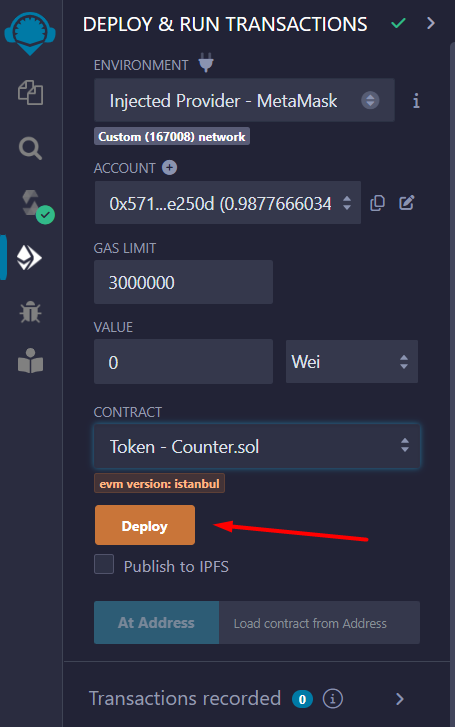 DEPLOY & RUN TRANSACTIONS
ENVIRONMENT
Injected Provider - MetaMask
Custom (167008) network
ACCOUNT
0x571...e250d (0.9877666034
GAS LIMIT
3000000
VALUE
0 Wei
CONTRACT
Token - Counter.sol
evm version: istanbul
Deploy
Publish to IPFS
At Address Load contract from Address
Transactions recorded 0 i